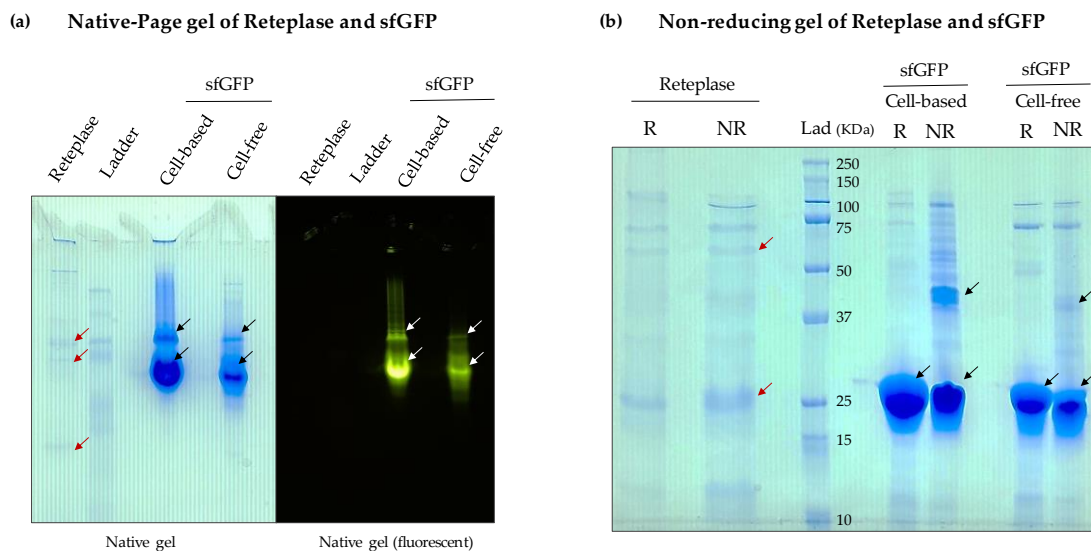 (a) Native-Page gel of Reteplase and sfGFP
sfGFP
Reteplase
Ladder
Cell-based
Cell-free
sfGFP
Reteplase
Ladder
Cell-based
Cell-free
Native gel
Native gel (fluorescent)
(b) Non-reducing gel of Reteplase and sfGFP
Reteplase
sfGFP
Cell-based
sfGFP
Cell-free
R NR Lad (KDa) R NR R NR
250
150
100
75
50
37
25
15
10